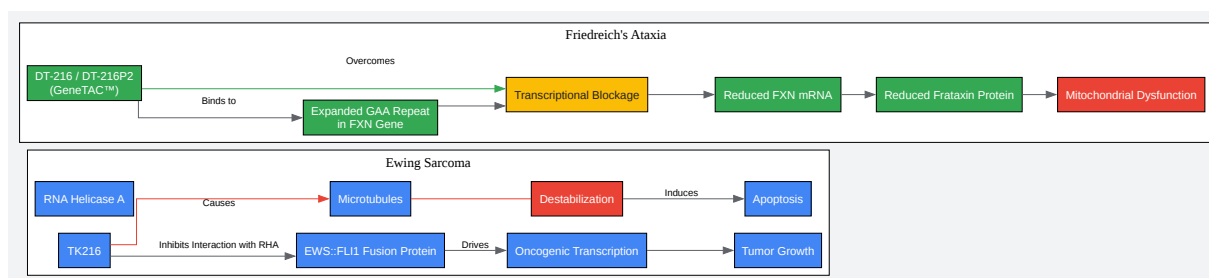 Friedreich's Ataxia
DT-216 / DT-216P2
(GeneTAC™)
Overcomes
Binds to
Expanded GAA Repeat
in FXN Gene
Transcriptional Blockage
Reduced FXN mRNA
Reduced Frataxin Protein
Mitochondrial Dysfunction
Ewing Sarcoma
RNA Helicase A
Causes
Microtubules
Destabilization
Induces
Apoptosis
TK216
Inhibits Interaction with RHA
EWS::FLI1 Fusion Protein
Drives
Oncogenic Transcription
Tumor Growth